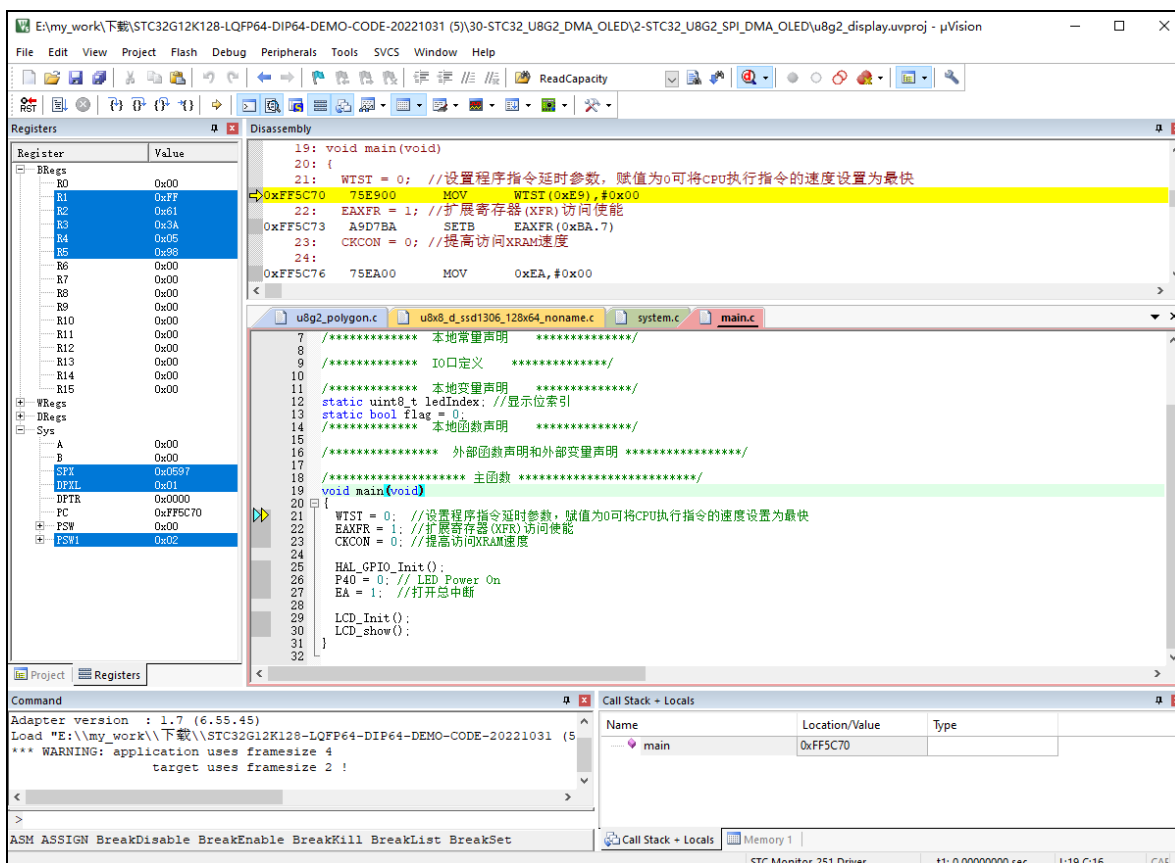 E:\my_work\下载\STC32G12K128-LQFP64-DIP64-DEMO-CODE-20221031 (5)\30-STC32_U8G2_DMA_OLED\2-STC32_U8G2_SPI_DMA_OLED\u8g2_display.uvproj - µVision
File Edit View Project Flash Debug Peripherals Tools SVCS Window Help
ReadCapacity
RST
Registers
Register Value
BRegs
R0 0x00
R1 0xFF
R2 0x61
R3 0x3A
R4 0x05
R5 0x98
R6 0x00
R7 0x00
R8 0x00
R9 0x00
R10 0x00
R11 0x00
R12 0x00
R13 0x00
R14 0x00
R15 0x00
WRegs
DRegs
Sys
A 0x00
B 0x00
SPX 0x0597
DPXL 0x01
DPTR 0x0000
PC 0xFF5C70
PSW 0x00
PSW1 0x02
Project Registers
Disassembly
19: void main(void)
20: {
21: WTST = 0; //设置程序指令延时参数，赋值为0可将CPU执行指令的速度设置为最快
0xFF5C70 75E900 MOV WTST(0xE9),#0x00
22: EAXFR = 1; //扩展寄存器(XFR)访问使能
0xFF5C73 A9D7BA SETB EAXFR(0xBA.7)
23: CKCON = 0; //提高访问XRAM速度
24:
0xFF5C76 75EA00 MOV 0xEA,#0x00
u8g2_polygon.c u8x8_d_ssd1306_128x64_noname.c system.c main.c
7 /************* 本地常量声明 **************/
8
9 /************* IO口定义 **************/
10
11 /************* 本地变量声明 **************/
12 static uint8_t ledIndex; //显示位索引
13 static bool flag = 0;
14 /************* 本地函数声明 **************/
15
16 /**************** 外部函数声明和外部变量声明 *****************/
17
18 /******************** 主函数 **************************/
19 void main(void)
20 {
21 WTST = 0; //设置程序指令延时参数，赋值为0可将CPU执行指令的速度设置为最快
22 EAXFR = 1; //扩展寄存器(XFR)访问使能
23 CKCON = 0; //提高访问XRAM速度
24
25 HAL_GPIO_Init();
26 P40 = 0; // LED Power On
27 EA = 1; //打开总中断
28
29 LCD_Init();
30 LCD_show();
31 }
32
Command
Adapter version : 1.7 (6.55.45)
Load "E:\\my_work\\下载\\STC32G12K128-LQFP64-DIP64-DEMO-CODE-20221031 (5
*** WARNING: application uses framesize 4
target uses framesize 2 !
>
ASM ASSIGN BreakDisable BreakEnable BreakKill BreakList BreakSet
Call Stack + Locals
Name Location/Value Type
main 0xFF5C70
Call Stack + Locals Memory 1
STC Monitor-251 Driver t1: 0.00000000 sec L:19 C:16 CAP